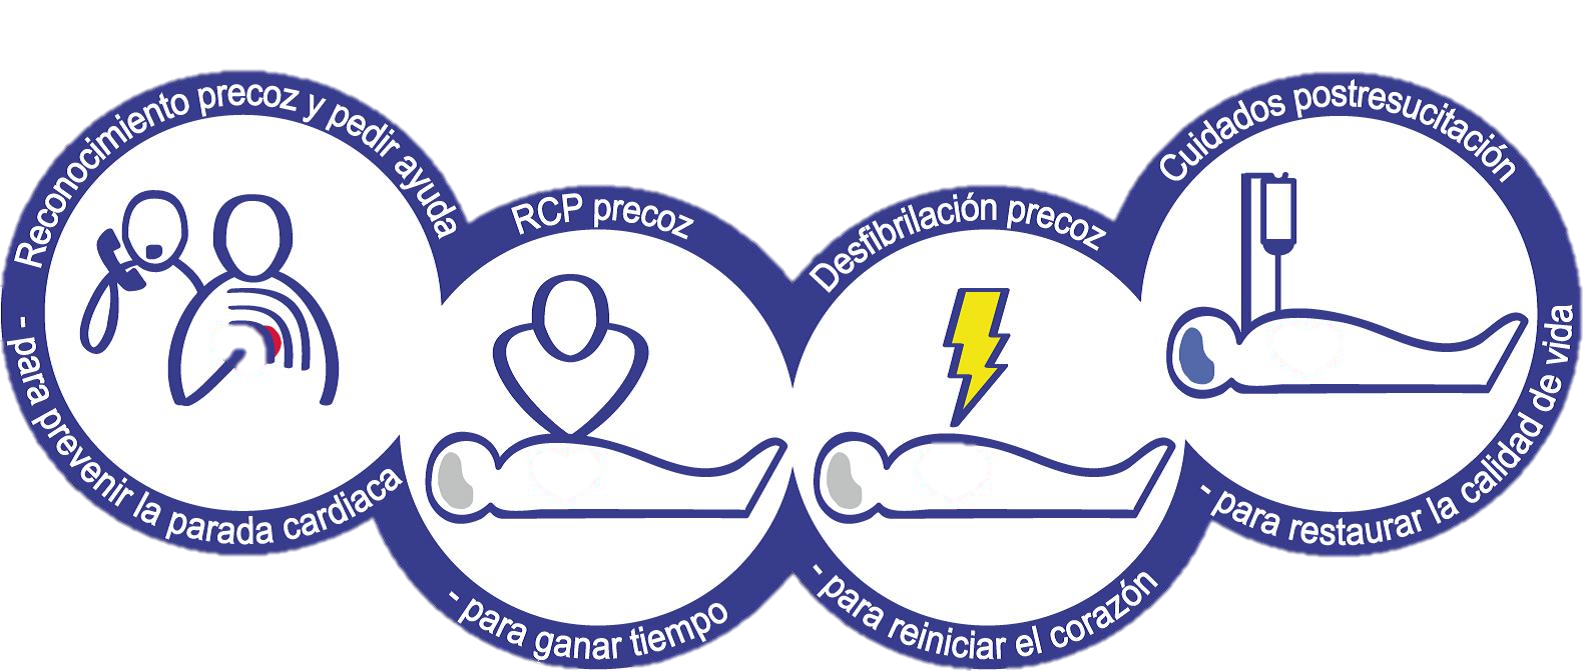 Reconocimiento precoz y pedir ayuda
- para prevenir la parada cardiaca
RCP precoz
- para ganar tiempo
Desfibrilación precoz
- para reiniciar el corazón
Cuidados postresucitación
- para restaurar la calidad de vida